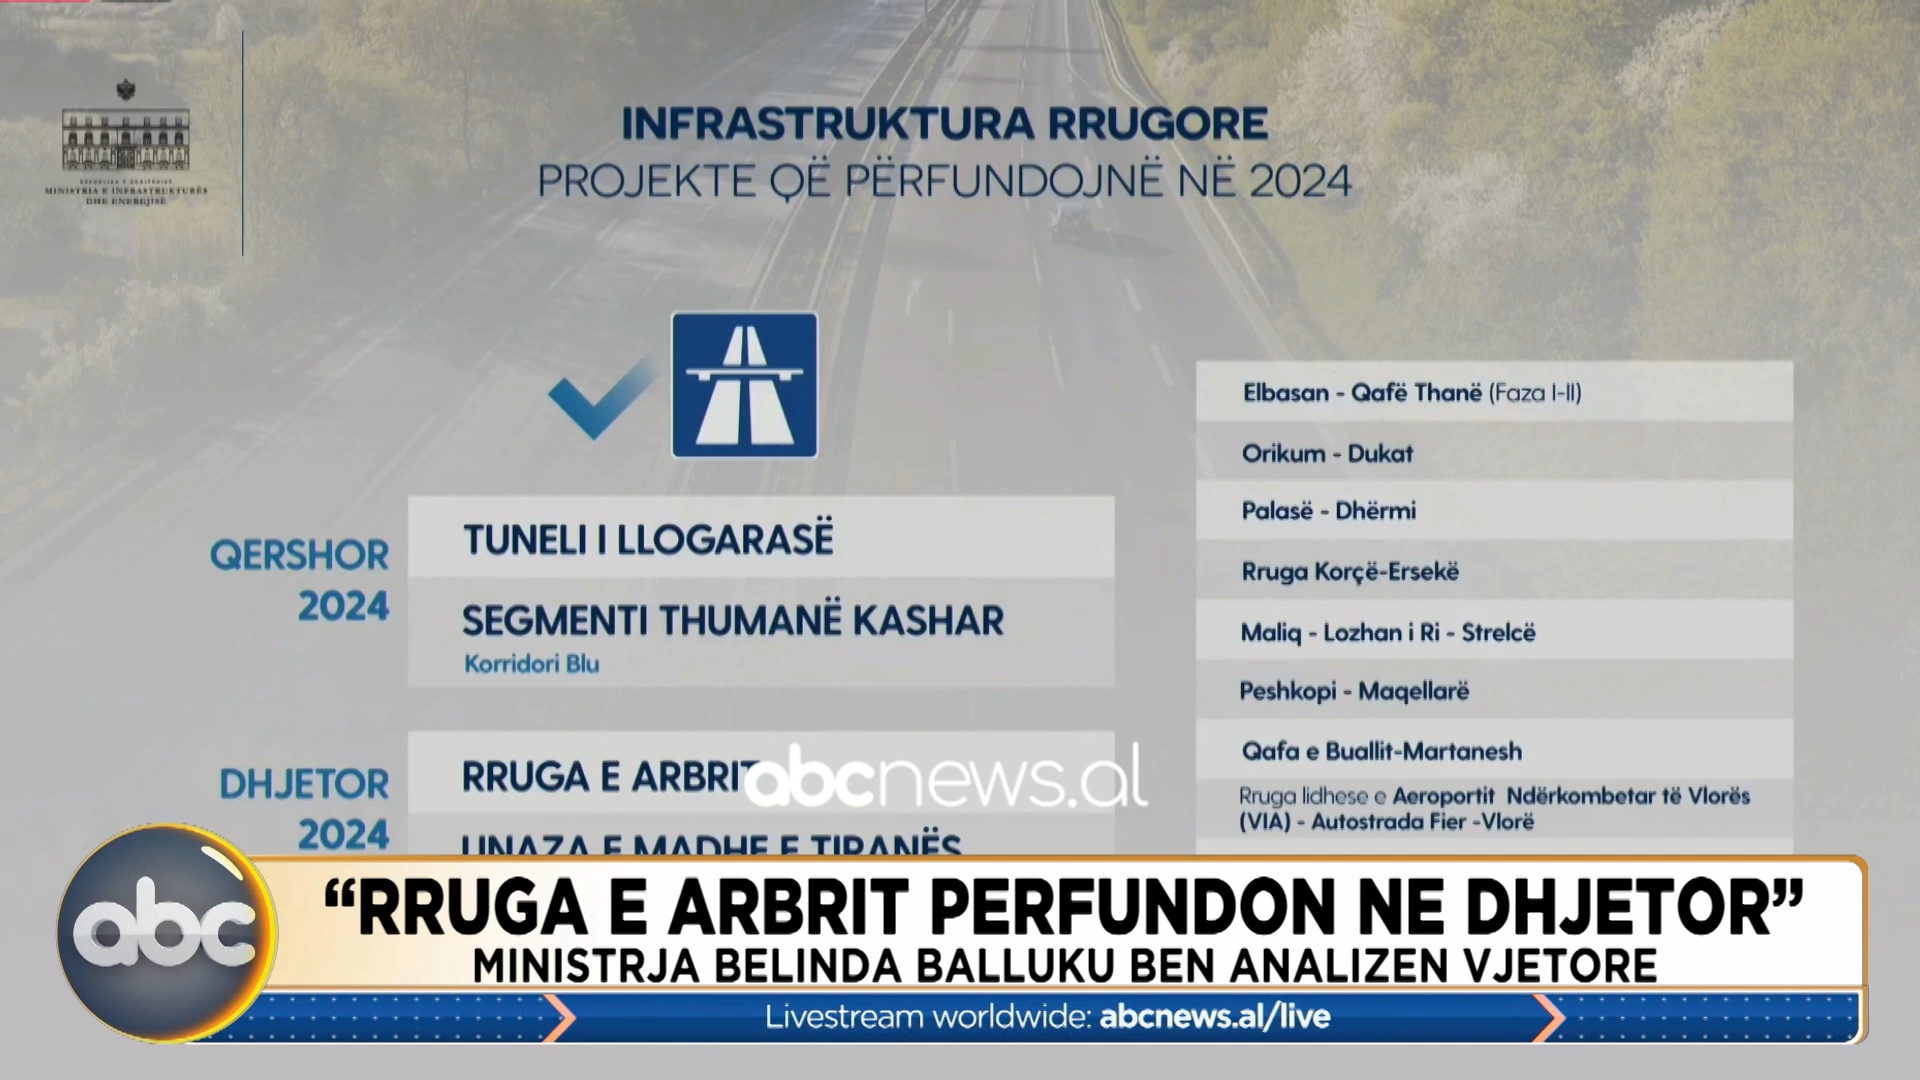 REPUBLIKA E SHQIPËRISË
MINISTRIA E INFRASTRUKTURËS
DHE ENERGJISË
INFRASTRUKTURA RRUGORE
PROJEKTE QË PËRFUNDOJNË NË 2024
QERSHOR
2024
TUNELI I LLOGARASË
SEGMENTI THUMANË KASHAR
Korridori Blu
DHJETOR
2024
RRUGA E ARBRIT
UNAZA E MADHE E TIRANËS
Elbasan - Qafë Thanë (Faza I-II)
Orikum - Dukat
Palasë - Dhërmi
Rruga Korçë-Ersekë
Maliq - Lozhan i Ri - Strelcë
Peshkopi - Maqellarë
Qafa e Buallit-Martanesh
Rruga lidhese e Aeroportit Ndërkombetar të Vlorës
(VIA) - Autostrada Fier -Vlorë
abcnews.al
abc
“RRUGA E ARBRIT PERFUNDON NE DHJETOR”
MINISTRJA BELINDA BALLUKU BEN ANALIZEN VJETORE
Livestream worldwide: abcnews.al/live